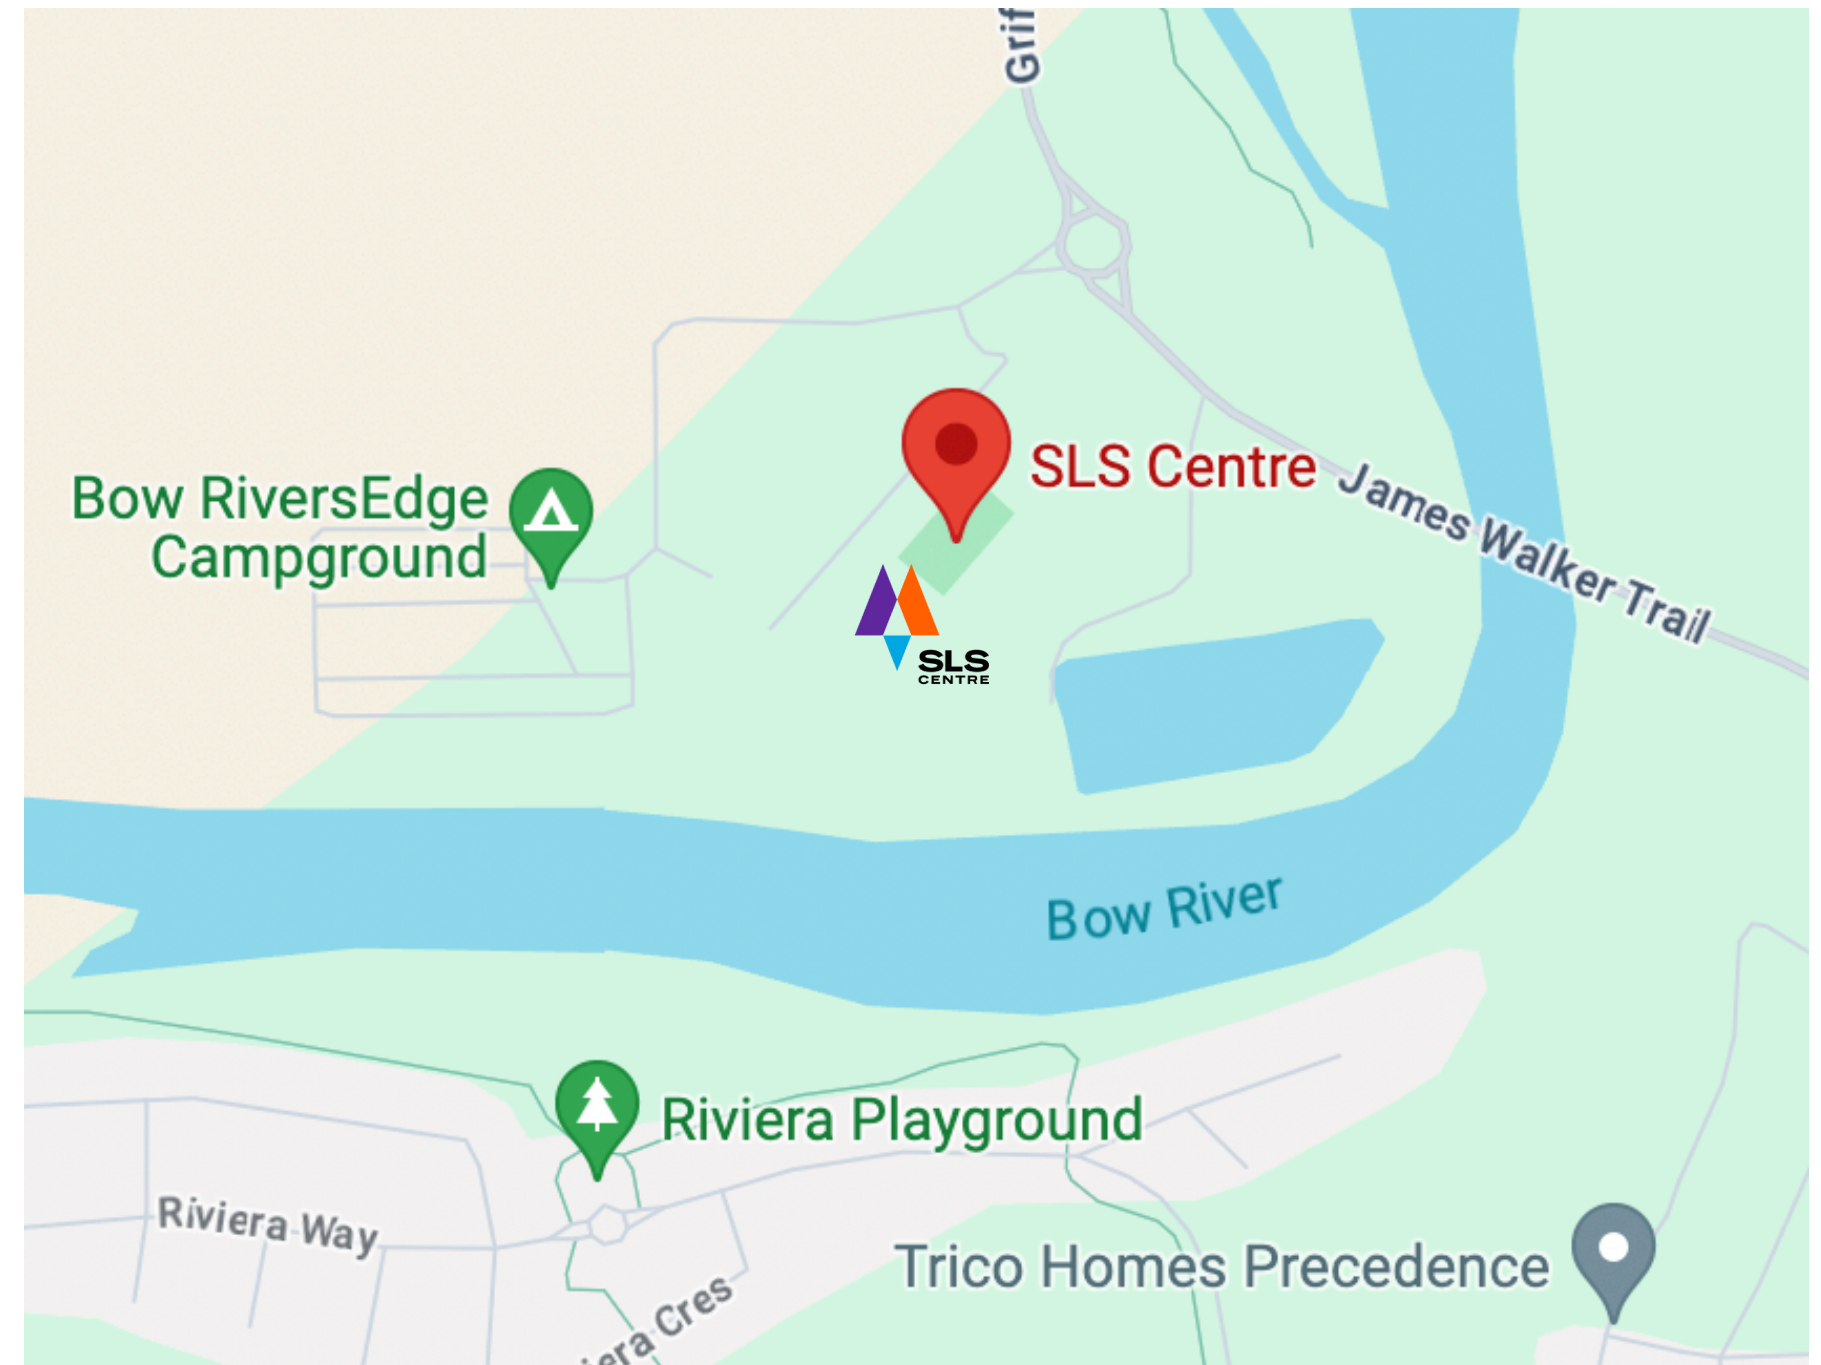 Grif
SLS Centre
James Walker Trail
Bow RiversEdge
Campground
SLS
CENTRE
Bow River
Riviera Playground
Riviera Way
Trico Homes Precedence
iera Cres